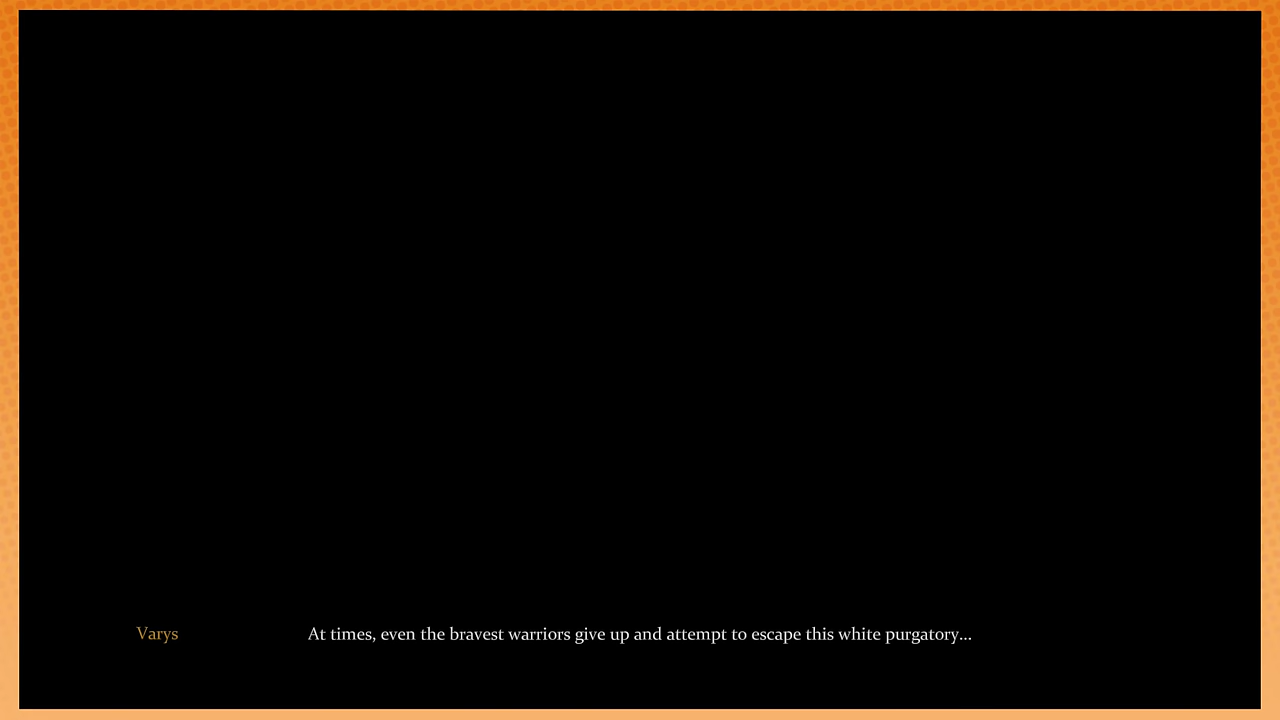 Varys At times, even the bravest warriors give up and attempt to escape this white purgatory...